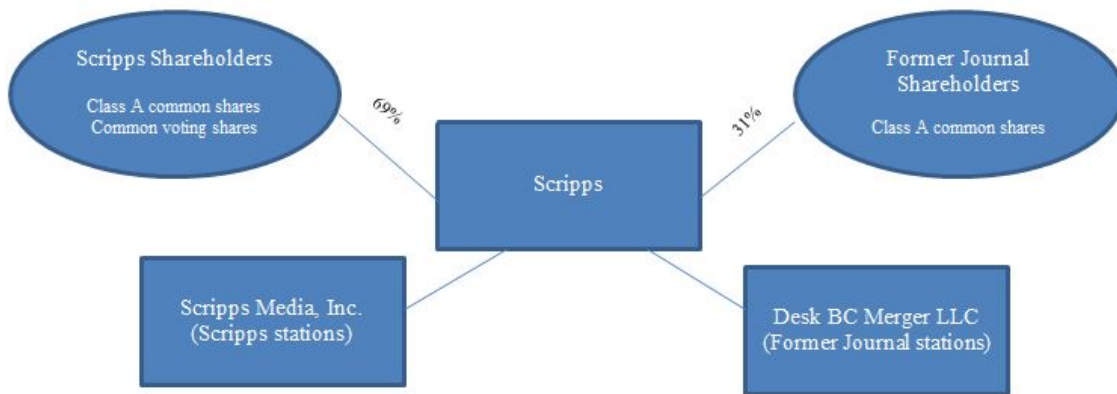 Scripps Shareholders
Class A common shares
Common voting shares
69%
Former Journal
Shareholders
Class A common shares
31%
Scripps
Scripps Media, Inc.
(Scripps stations)
Desk BC Merger LLC
(Former Journal stations)